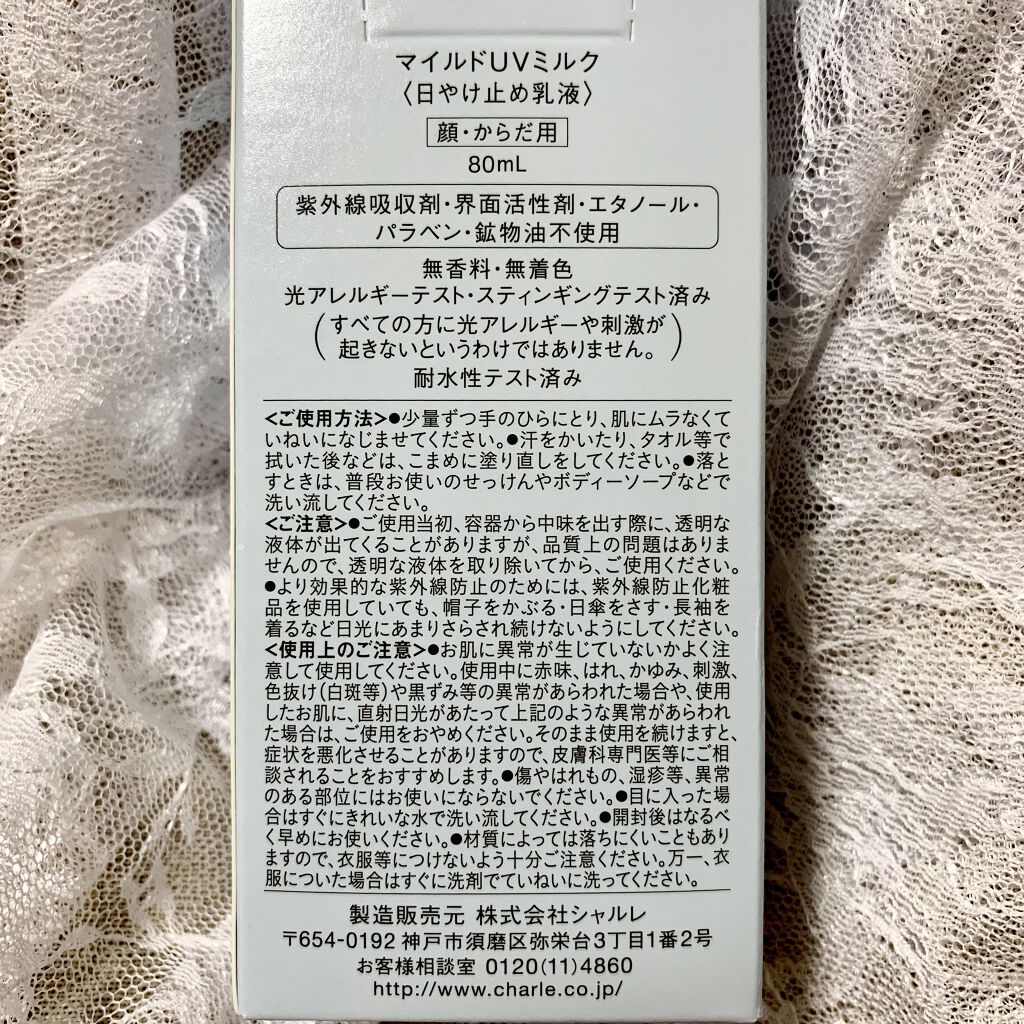 マイルドUVミルク
〈日やけ止め乳液〉
顔・からだ用
80mL
紫外線吸収剤・界面活性剤・エタノール・
パラベン・鉱物油不使用
無香料・無着色
光アレルギーテスト・スティンギングテスト済み
(すべての方に光アレルギーや刺激が
起きないというわけではありません。)
耐水性テスト済み
<ご使用方法>●少量ずつ手のひらにとり、肌にムラなくて
いねいになじませてください。●汗をかいたり、タオル等で
拭いた後などは、こまめに塗り直しをしてください。●落と
すときは、普段お使いのせっけんやボディーソープなどで
洗い流してください。
<ご注意>●ご使用当初、容器から中味を出す際に、透明な
液体が出てくることがありますが、品質上の問題はありま
せんので、透明な液体を取り除いてから、ご使用ください。
●より効果的な紫外線防止のためには、紫外線防止化粧
品を使用していても、帽子をかぶる・日傘をさす・長袖を
着るなど日光にあまりさらされ続けないようにしてください。
<使用上のご注意>●お肌に異常が生じていないかよく注
意して使用してください。使用中に赤味、はれ、かゆみ、刺激、
色抜け(白斑等)や黒ずみ等の異常があらわれた場合や、使用
したお肌に、直射日光があたって上記のような異常があらわれ
た場合は、ご使用をおやめください。そのまま使用を続けますと、
症状を悪化させることがありますので、皮膚科専門医等にご相
談されることをおすすめします。●傷やはれもの、湿疹等、異常
のある部位にはお使いにならないでください。●目に入った場
合はすぐにきれいな水で洗い流してください。●開封後はなるべ
く早めにお使いください。●材質によっては落ちにくいこともあり
ますので、衣服等につけないよう十分ご注意ください。万一、衣
服についた場合はすぐに洗剤でていねいに洗ってください。
製造販売元 株式会社シャルレ
〒654-0192 神戸市須磨区弥栄台3丁目1番2号
お客様相談室 0120(11)4860
http://www.charle.co.jp/